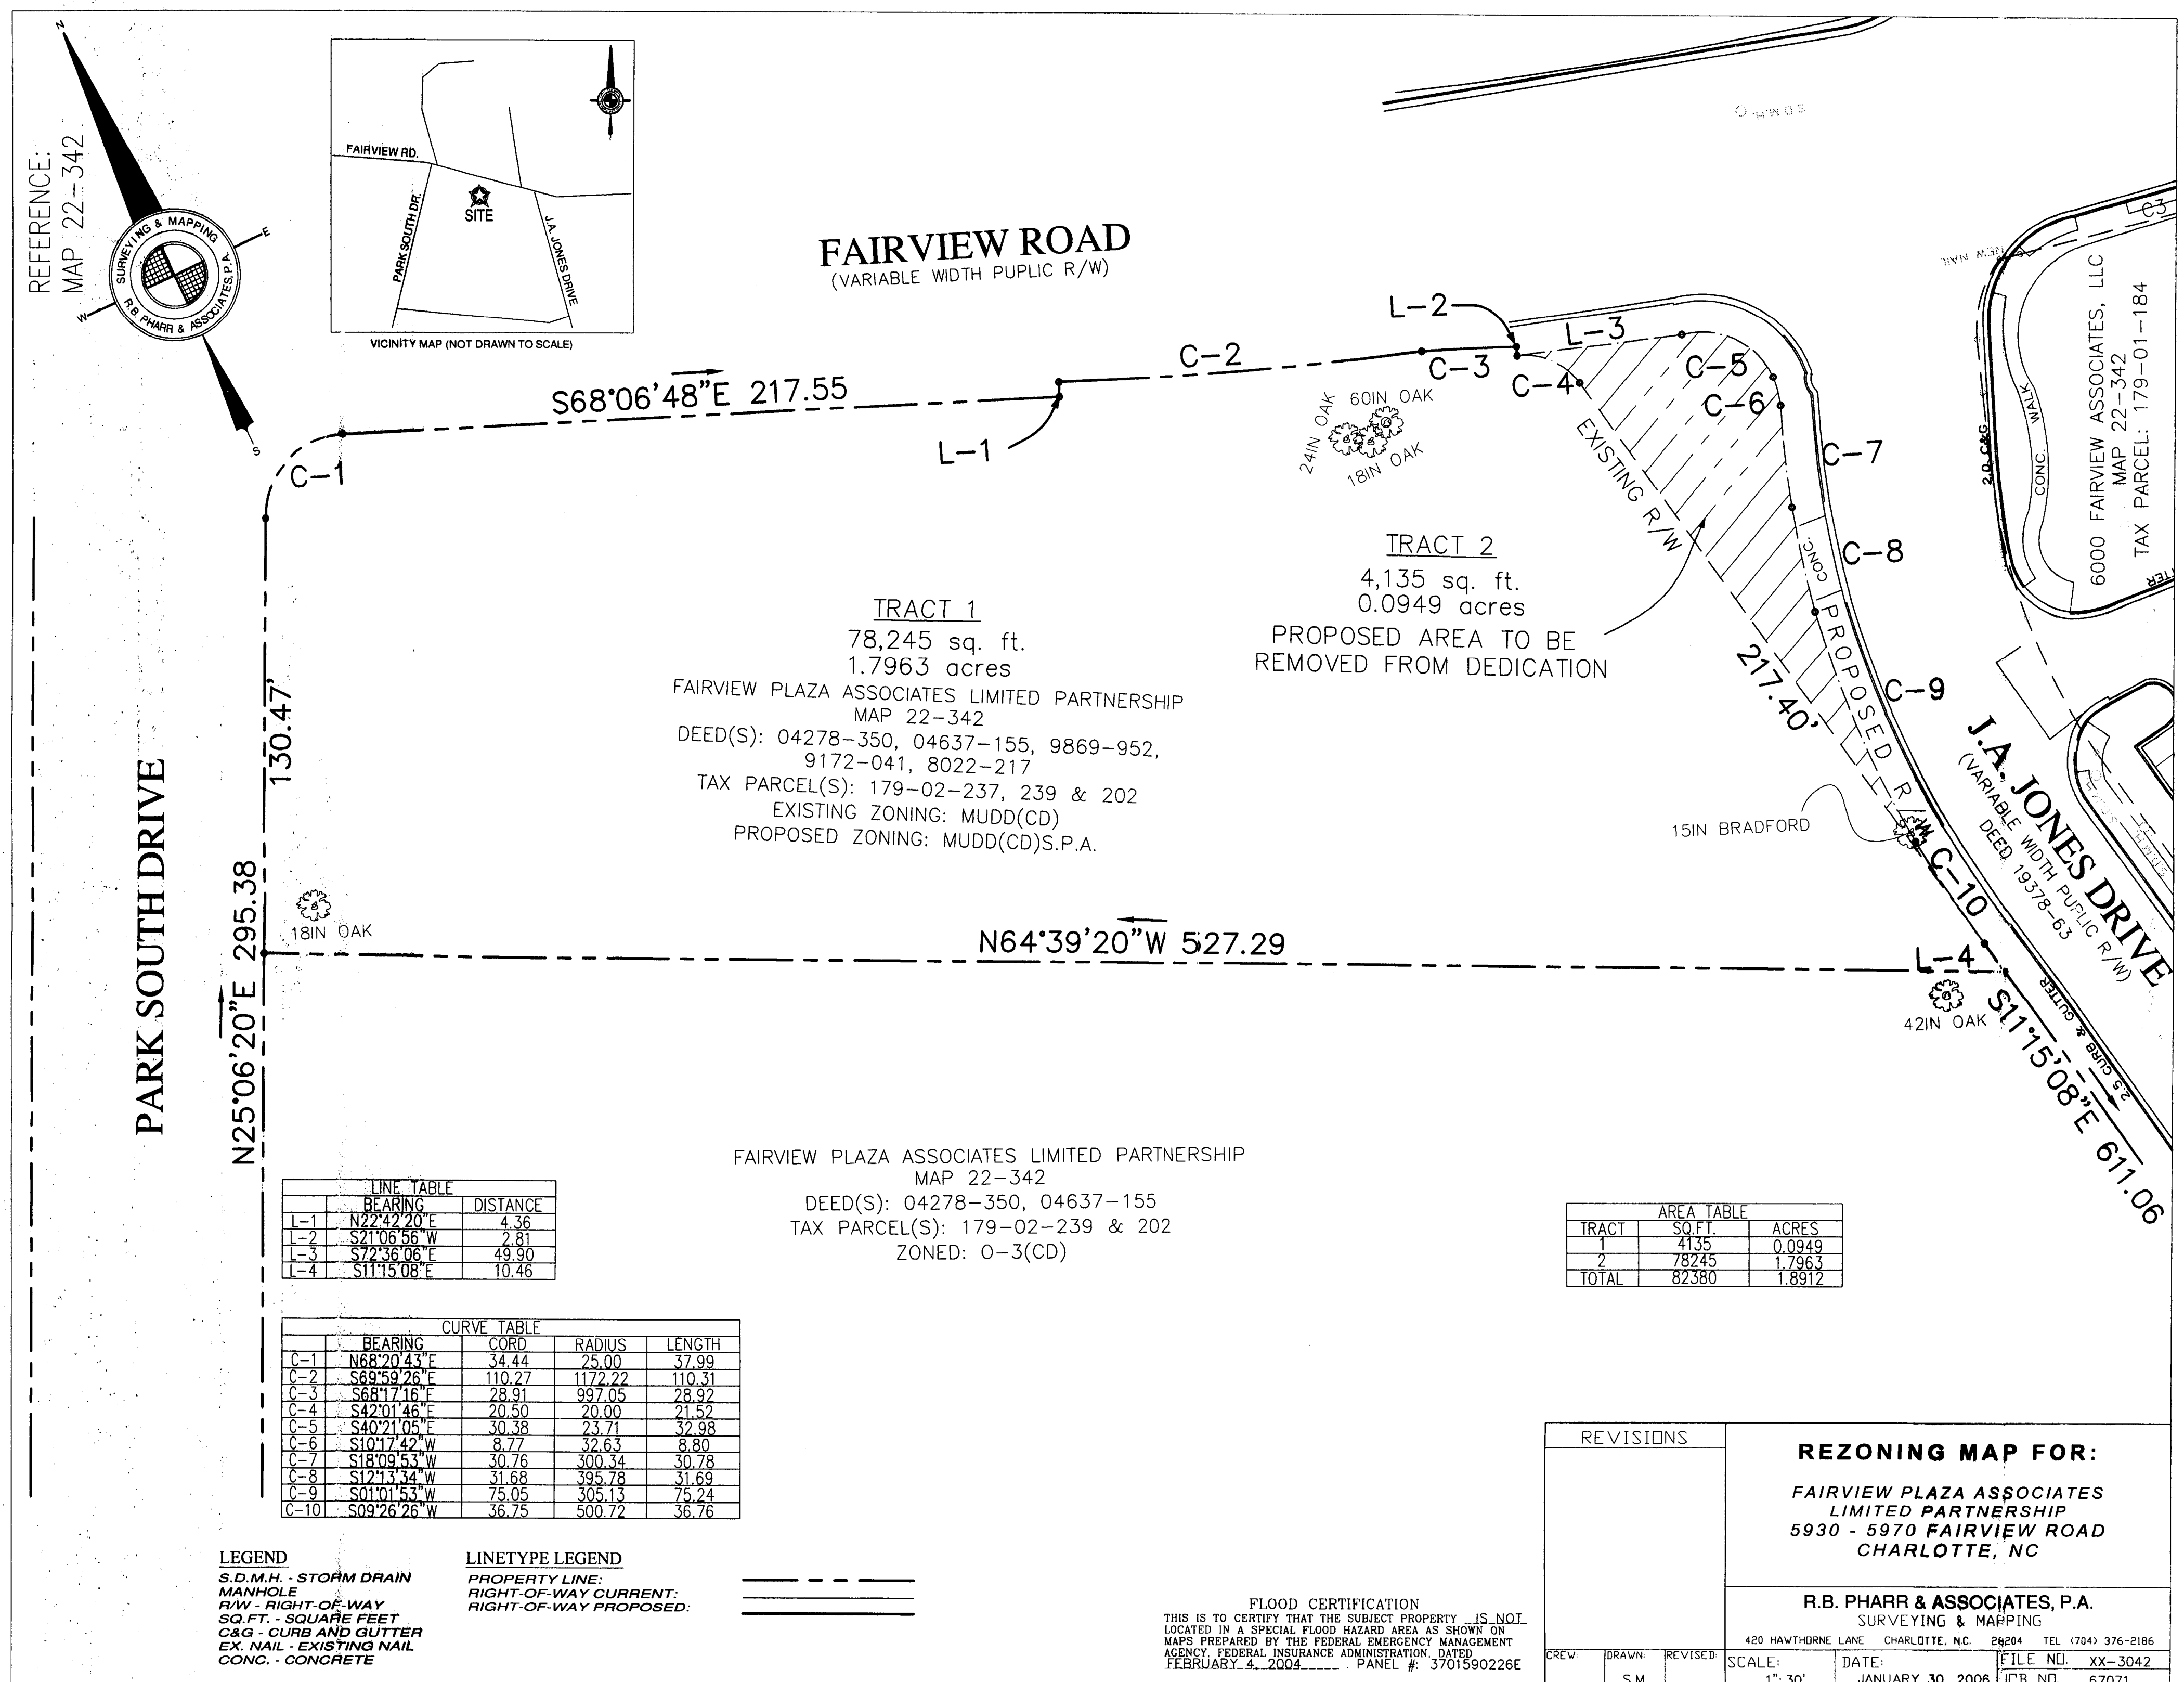 REFERENCE:
MAP 22-342
N
E
S
W
SURVEYING & MAPPING
R.B. PHARR & ASSOCIATES, P.A.
FAIRVIEW RD.
PARK SOUTH DR.
SITE
J.A. JONES DRIVE
VICINITY MAP (NOT DRAWN TO SCALE)
FAIRVIEW ROAD
(VARIABLE WIDTH PUPLIC R/W)
S.D.M.H.
S68°06'48"E 217.55
C-1
L-1
C-2
C-3
L-2
L-3
C-4
C-5
C-6
C-7
C-8
C-9
C-10
L-4
24IN OAK
60IN OAK
18IN OAK
EXISTING R/W
CONC.
PROPOSED R/W
217.40'
NEW NAIL
C3
2.0' C&G
CONC. WALK
6000 FAIRVIEW ASSOCIATES, LLC
MAP 22-342
TAX PARCEL: 179-01-184
TRACT 1
78,245 sq. ft.
1.7963 acres
FAIRVIEW PLAZA ASSOCIATES LIMITED PARTNERSHIP
MAP 22-342
DEED(S): 04278-350, 04637-155, 9869-952,
9172-041, 8022-217
TAX PARCEL(S): 179-02-237, 239 & 202
EXISTING ZONING: MUDD(CD)
PROPOSED ZONING: MUDD(CD)S.P.A.
TRACT 2
4,135 sq. ft.
0.0949 acres
PROPOSED AREA TO BE
REMOVED FROM DEDICATION
15IN BRADFORD
J.A. JONES DRIVE
(VARIABLE WIDTH PUPLIC R/W)
DEED 19378-63
PARK SOUTH DRIVE
130.47'
N25°06'20"E 295.38
18IN OAK
N64°39'20"W 527.29
42IN OAK
S11°15'08"E 611.06
2.5' CURB & GUTTER
FAIRVIEW PLAZA ASSOCIATES LIMITED PARTNERSHIP
MAP 22-342
DEED(S): 04278-350, 04637-155
TAX PARCEL(S): 179-02-239 & 202
ZONED: O-3(CD)
LINE TABLE
BEARING DISTANCE
L-1 N22°42'20"E 4.36
L-2 S21°06'56"W 2.81
L-3 S72°36'06"E 49.90
L-4 S11°15'08"E 10.46
AREA TABLE
TRACT SQ.FT. ACRES
1 4135 0.0949
2 78245 1.7963
TOTAL 82380 1.8912
CURVE TABLE
BEARING CORD RADIUS LENGTH
C-1 N68°20'43"E 34.44 25.00 37.99
C-2 S69°59'26"E 110.27 1172.22 110.31
C-3 S68°17'16"E 28.91 997.05 28.92
C-4 S42°01'46"E 20.50 20.00 21.52
C-5 S40°21'05"E 30.38 23.71 32.98
C-6 S10°17'42"W 8.77 32.63 8.80
C-7 S18°09'53"W 30.76 300.34 30.78
C-8 S12°13'34"W 31.68 395.78 31.69
C-9 S01°01'53"W 75.05 305.13 75.24
C-10 S09°26'26"W 36.75 500.72 36.76
LEGEND
S.D.M.H. - STORM DRAIN
MANHOLE
R/W - RIGHT-OF-WAY
SQ.FT. - SQUARE FEET
C&G - CURB AND GUTTER
EX. NAIL - EXISTING NAIL
CONC. - CONCRETE
LINETYPE LEGEND
PROPERTY LINE:
RIGHT-OF-WAY CURRENT:
RIGHT-OF-WAY PROPOSED:
FLOOD CERTIFICATION
THIS IS TO CERTIFY THAT THE SUBJECT PROPERTY IS NOT
LOCATED IN A SPECIAL FLOOD HAZARD AREA AS SHOWN ON
MAPS PREPARED BY THE FEDERAL EMERGENCY MANAGEMENT
AGENCY, FEDERAL INSURANCE ADMINISTRATION, DATED
FEBRUARY 4, 2004 PANEL #: 3701590226E
REVISIONS
REZONING MAP FOR:
FAIRVIEW PLAZA ASSOCIATES
LIMITED PARTNERSHIP
5930 - 5970 FAIRVIEW ROAD
CHARLOTTE, NC
R.B. PHARR & ASSOCIATES, P.A.
SURVEYING & MAPPING
420 HAWTHORNE LANE CHARLOTTE, N.C. 28204 TEL (704) 376-2186
CREW: DRAWN: REVISED: SCALE: DATE: FILE NO. XX-3042
S.M. 1"=30' JANUARY 30, 2006 JOB NO. 67071